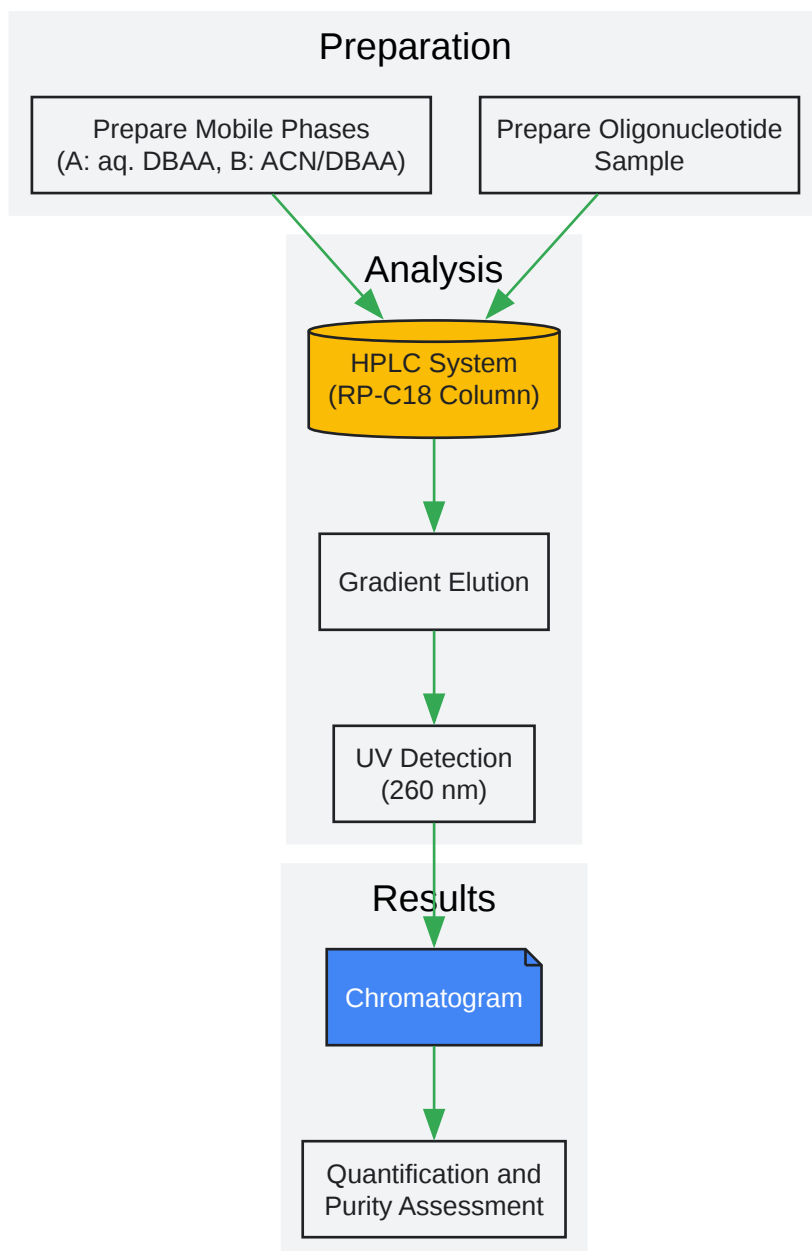 Preparation
Prepare Mobile Phases
(A: aq. DBAA, B: ACN/DBAA)
Prepare Oligonucleotide
Sample
Analysis
HPLC System
(RP-C18 Column)
Gradient Elution
UV Detection
(260 nm)
Results
Chromatogram
Quantification and
Purity Assessment